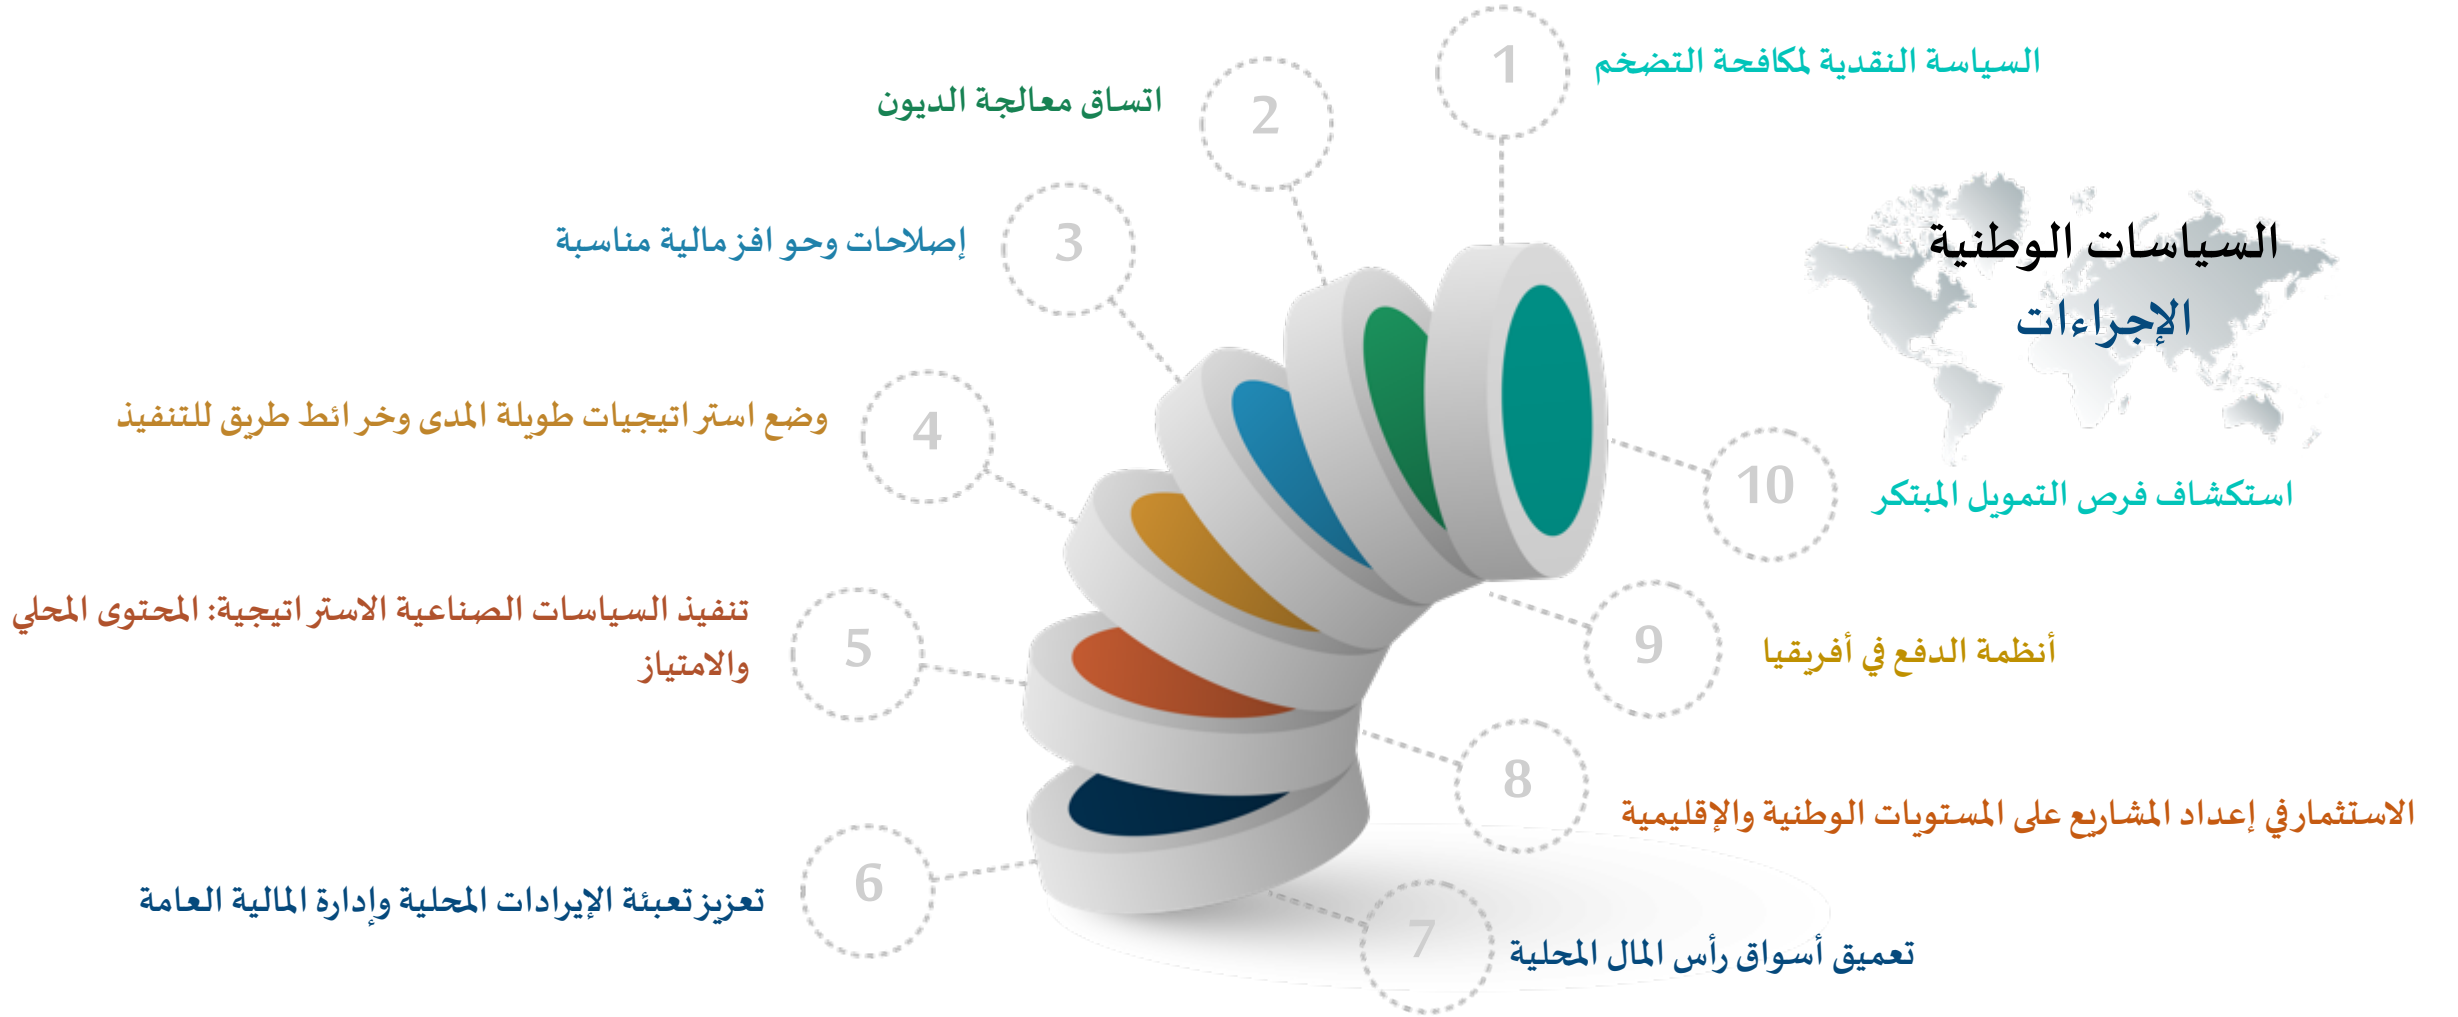 السياسات الوطنية
الإجراءات
1
السياسة النقدية لمكافحة التضخم
2
اتساق معالجة الديون
3
إصلاحات وحوافز مالية مناسبة
4
وضع استراتيجيات طويلة المدى وخرائط طريق للتنفيذ
5
تنفيذ السياسات الصناعية الاستراتيجية: المحتوى المحلي
والامتياز
6
تعزيز تعبئة الإيرادات المحلية وإدارة المالية العامة
7
تعميق أسواق رأس المال المحلية
8
الاستثمار في إعداد المشاريع على المستويات الوطنية والإقليمية
9
أنظمة الدفع في أفريقيا
10
استكشاف فرص التمويل المبتكر